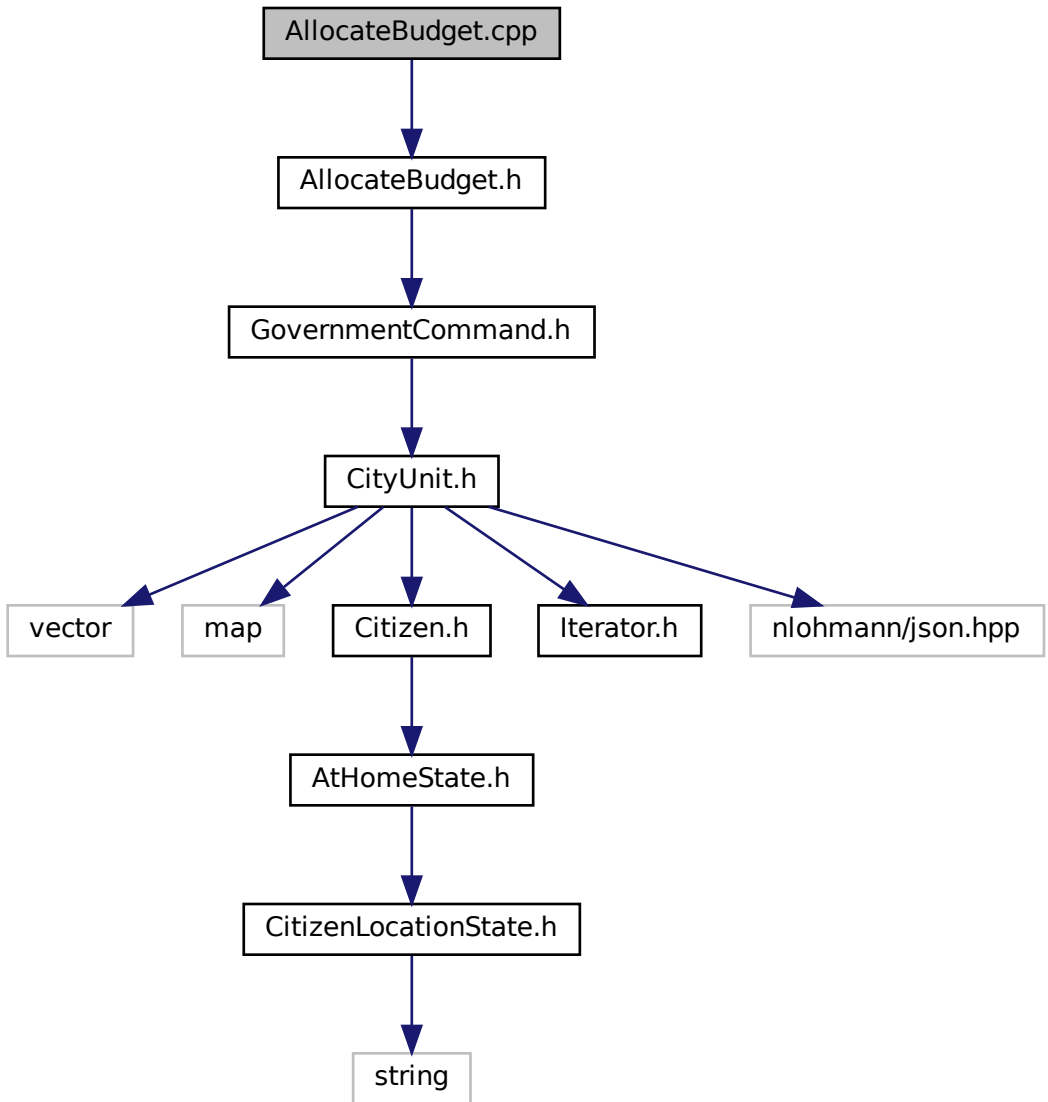 AllocateBudget.cpp
AllocateBudget.h
GovernmentCommand.h
CityUnit.h
vector
map
Citizen.h
Iterator.h
nlohmann/json.hpp
AtHomeState.h
CitizenLocationState.h
string